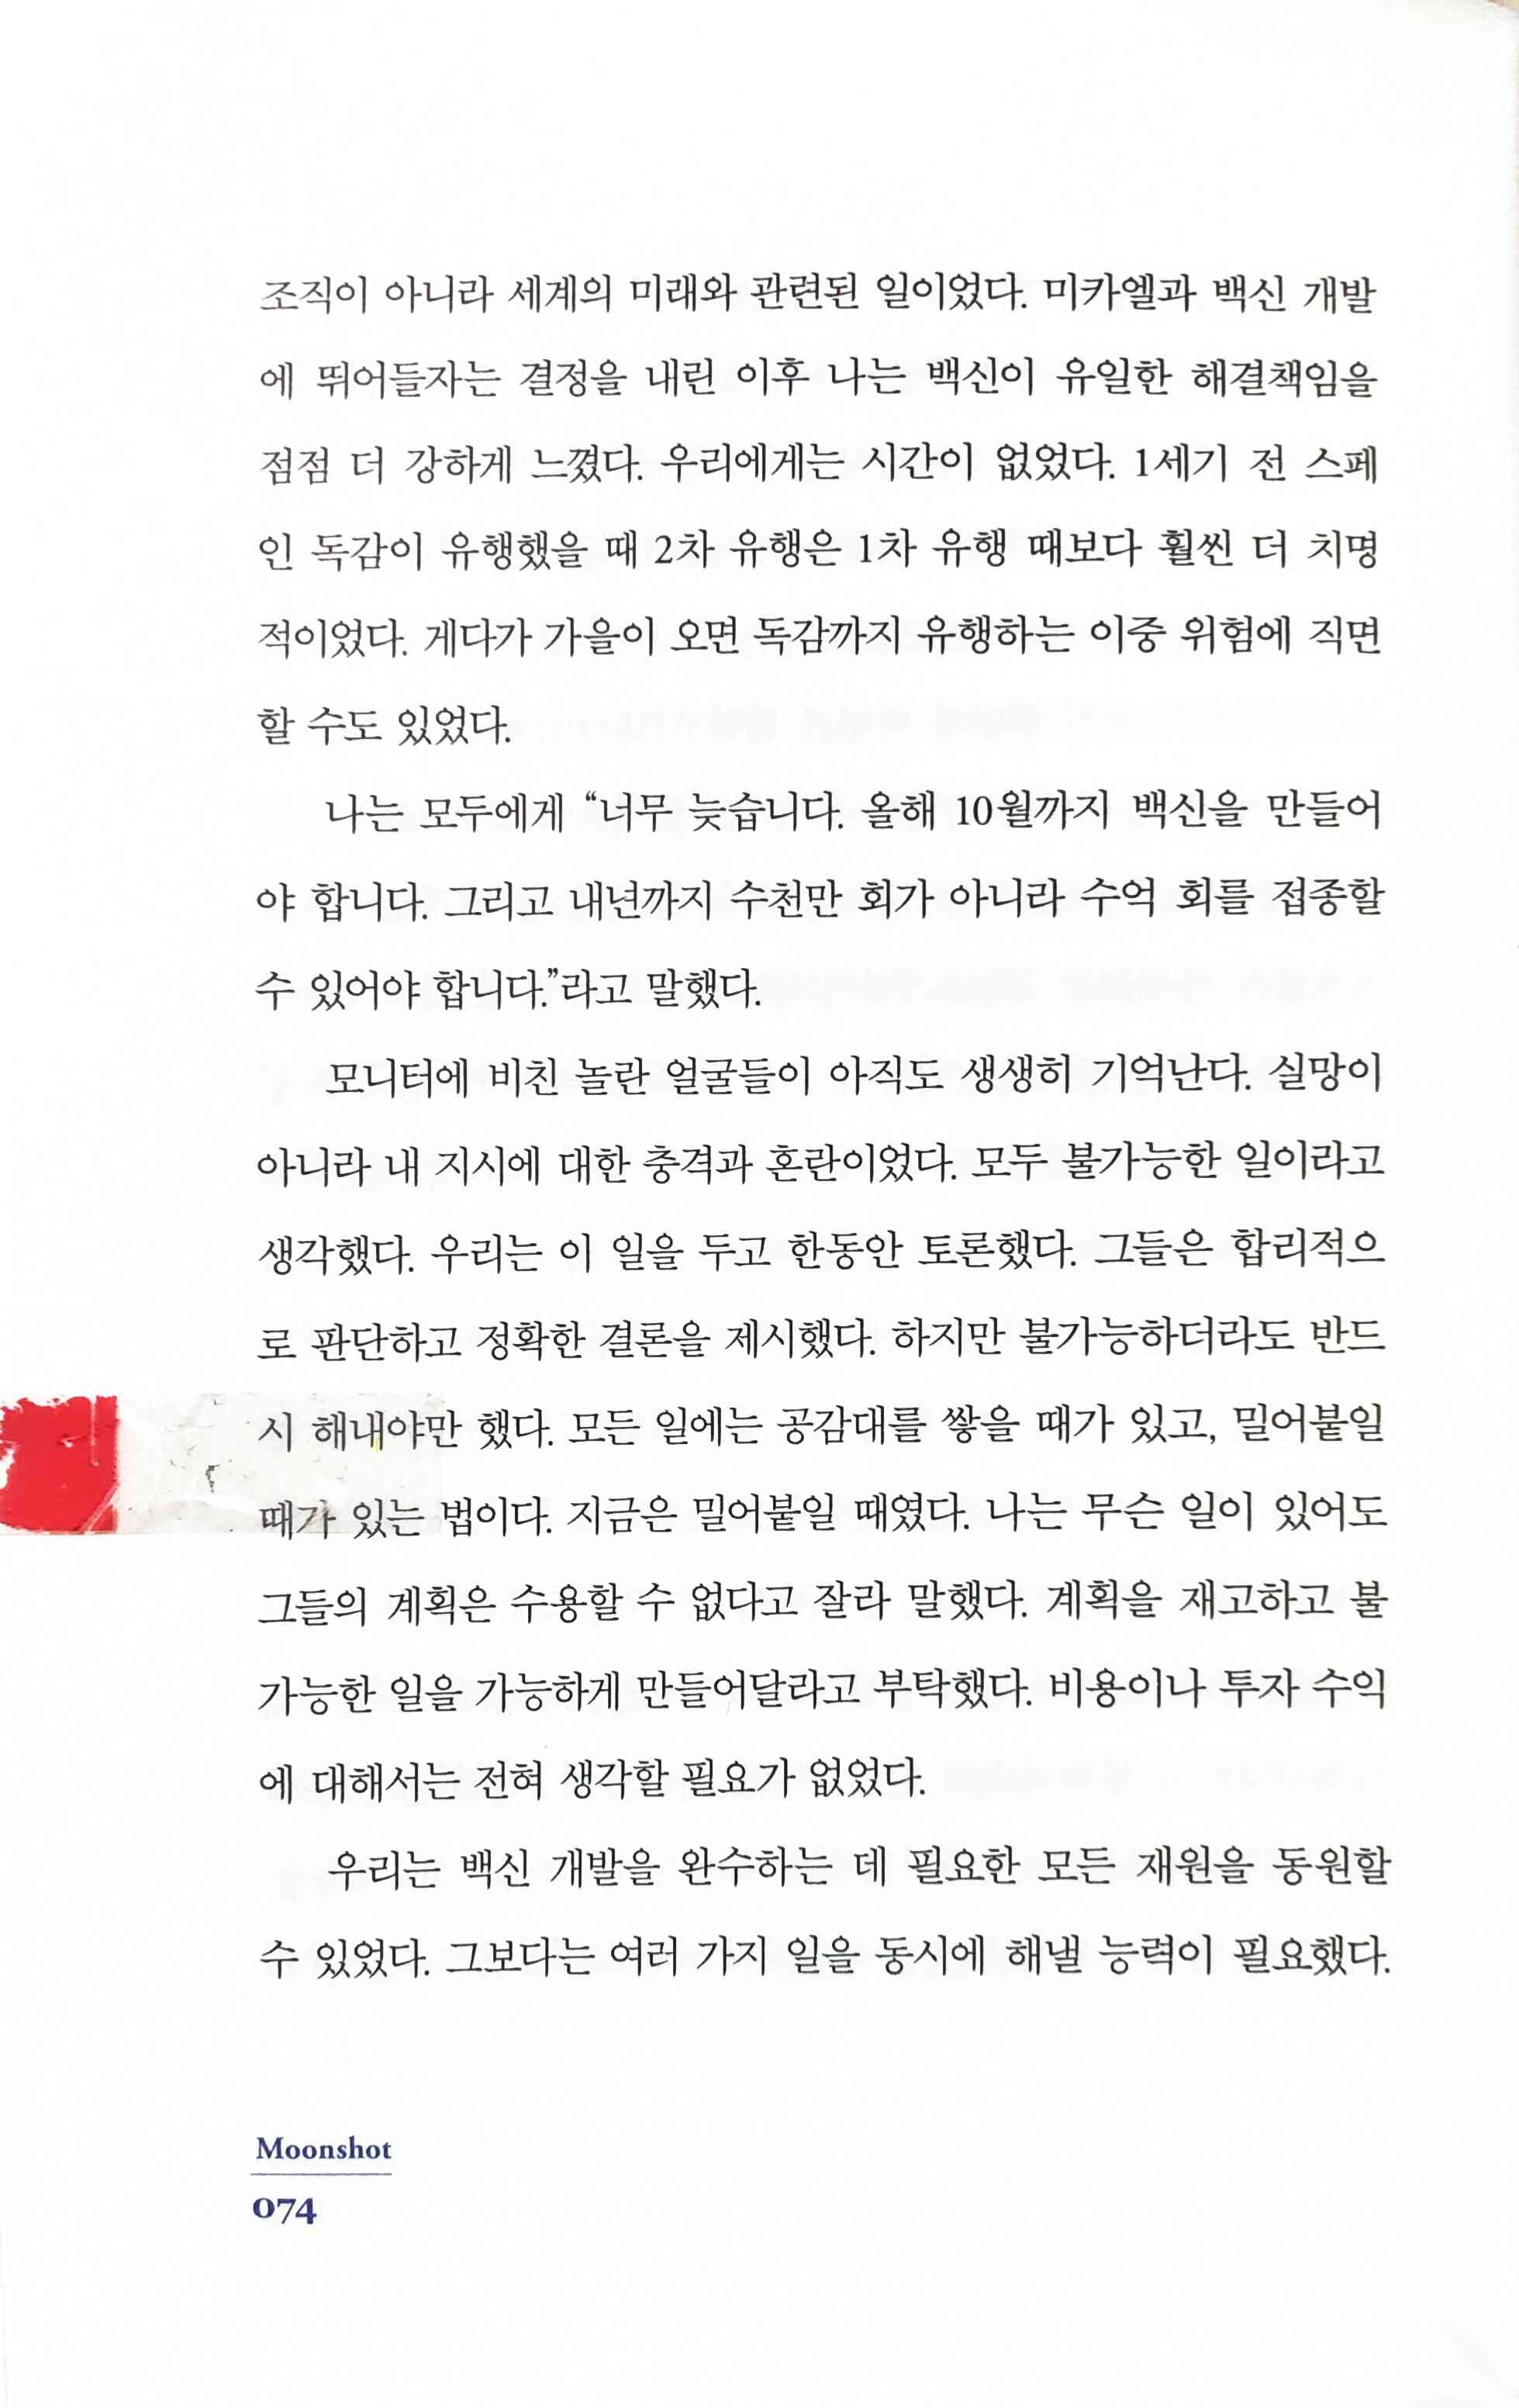 조직이 아니라 세계의 미래와 관련된 일이었다. 미카엘과 백신 개발
에 뛰어들자는 결정을 내린 이후 나는 백신이 유일한 해결책임을
점점 더 강하게 느꼈다. 우리에게는 시간이 없었다. 1세기 전 스페
인 독감이 유행했을 때 2차 유행은 1차 유행 때보다 훨씬 더 치명
적이었다. 게다가 가을이 오면 독감까지 유행하는 이중 위험에 직면
할 수도 있었다.
나는 모두에게 “너무 늦습니다. 올해 10월까지 백신을 만들어
야 합니다. 그리고 내년까지 수천만 회가 아니라 수억 회를 접종할
수 있어야 합니다.”라고 말했다.
모니터에 비친 놀란 얼굴들이 아직도 생생히 기억난다. 실망이
아니라 내 지시에 대한 충격과 혼란이었다. 모두 불가능한 일이라고
생각했다. 우리는 이 일을 두고 한동안 토론했다. 그들은 합리적으
로 판단하고 정확한 결론을 제시했다. 하지만 불가능하더라도 반드
시 해내야만 했다. 모든 일에는 공감대를 쌓을 때가 있고, 밀어붙일
때가 있는 법이다. 지금은 밀어붙일 때였다. 나는 무슨 일이 있어도
그들의 계획은 수용할 수 없다고 잘라 말했다. 계획을 재고하고 불
가능한 일을 가능하게 만들어달라고 부탁했다. 비용이나 투자 수익
에 대해서는 전혀 생각할 필요가 없었다.
우리는 백신 개발을 완수하는 데 필요한 모든 재원을 동원할
수 있었다. 그보다는 여러 가지 일을 동시에 해낼 능력이 필요했다.
Moonshot
074